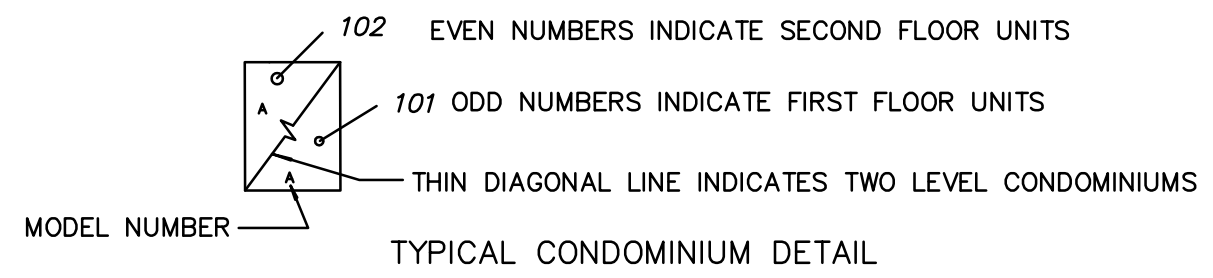 102 EVEN NUMBERS INDICATE SECOND FLOOR UNITS
A
101 ODD NUMBERS INDICATE FIRST FLOOR UNITS
A
THIN DIAGONAL LINE INDICATES TWO LEVEL CONDOMINIUMS
MODEL NUMBER
TYPICAL CONDOMINIUM DETAIL